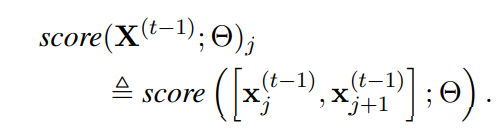 score(X^{(t−1)}; Θ)_j
≜ score ([x_j^{(t−1)}, x_{j+1}^{(t−1)}]; Θ).